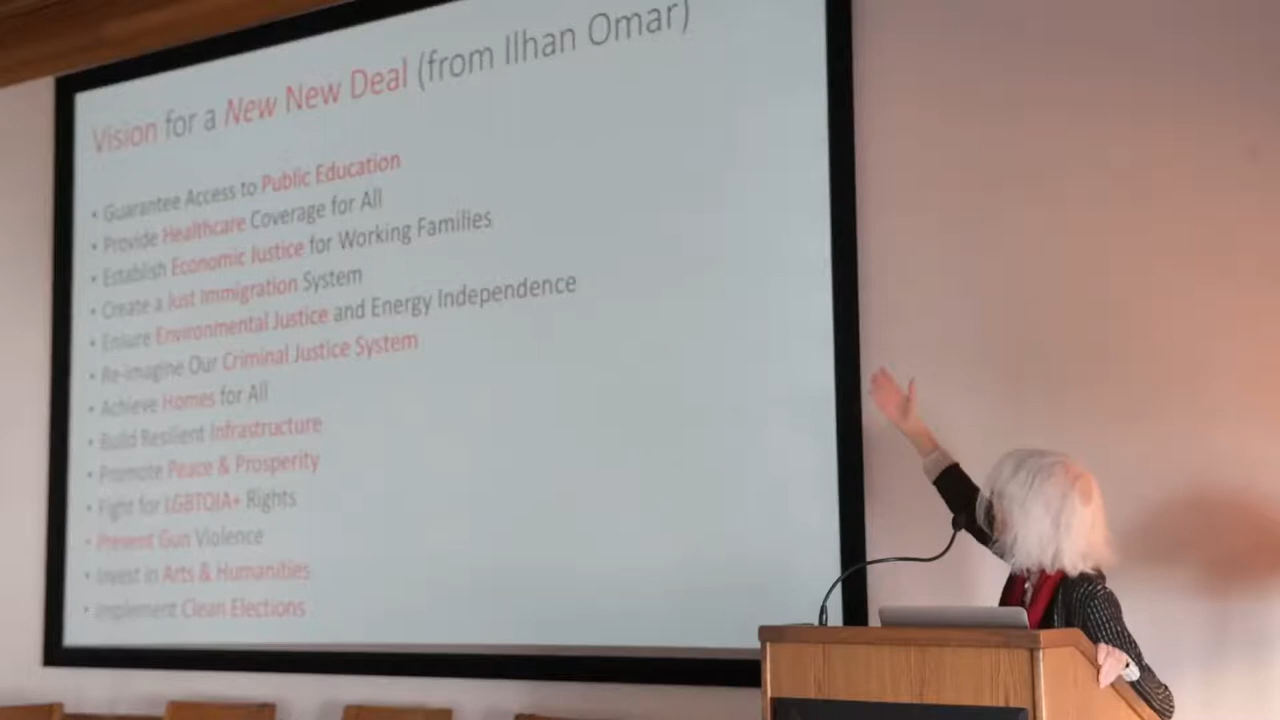 Vision for a New New Deal (from Ilhan Omar)
• Guarantee Access to Public Education
• Provide Healthcare Coverage for All
• Establish Economic Justice for Working Families
• Create a Just Immigration System
• Ensure Environmental Justice and Energy Independence
• Re-imagine Our Criminal Justice System
• Achieve Homes for All
• Build Resilient Infrastructure
• Promote Peace & Prosperity
• Fight for LGBTQIA+ Rights
• Prevent Gun Violence
• Invest in Arts & Humanities
• Implement Clean Elections